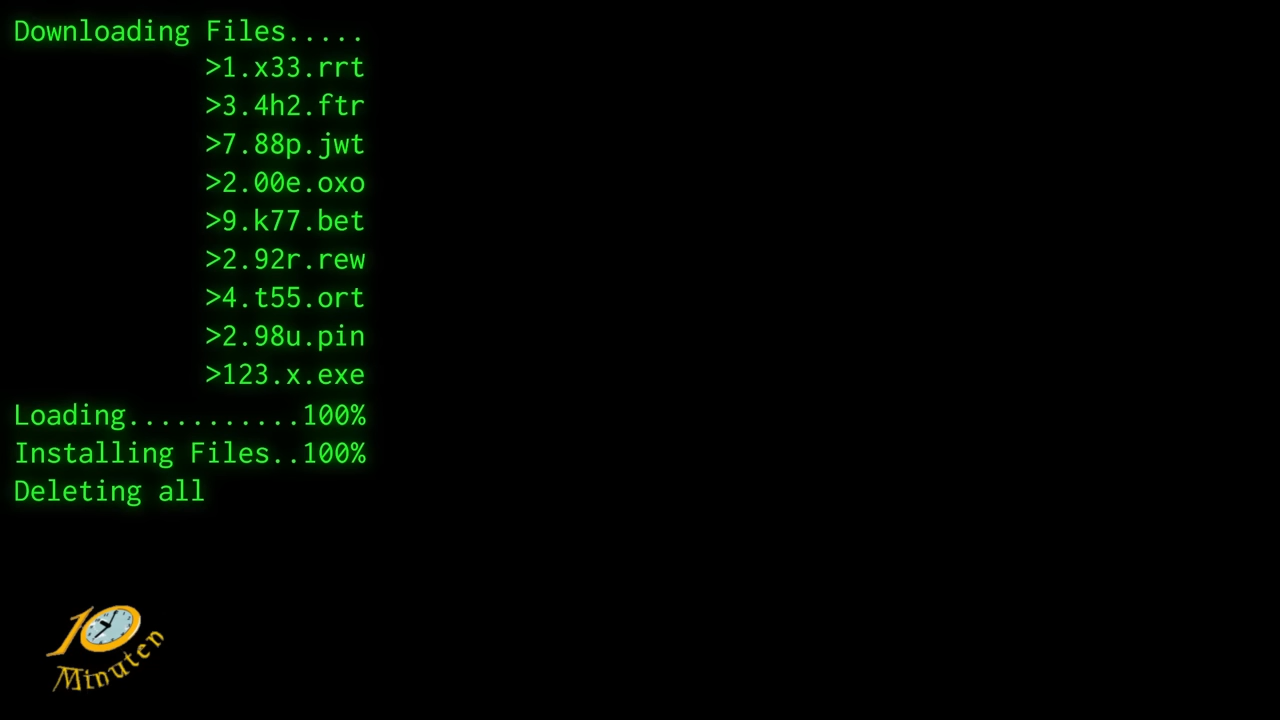 Downloading Files.....
>1.x33.rrt
>3.4h2.ftr
>7.88p.jwt
>2.00e.oxo
>9.k77.bet
>2.92r.rew
>4.t55.ort
>2.98u.pin
>123.x.exe
Loading...........100%
Installing Files..100%
Deleting all
10
Minuten